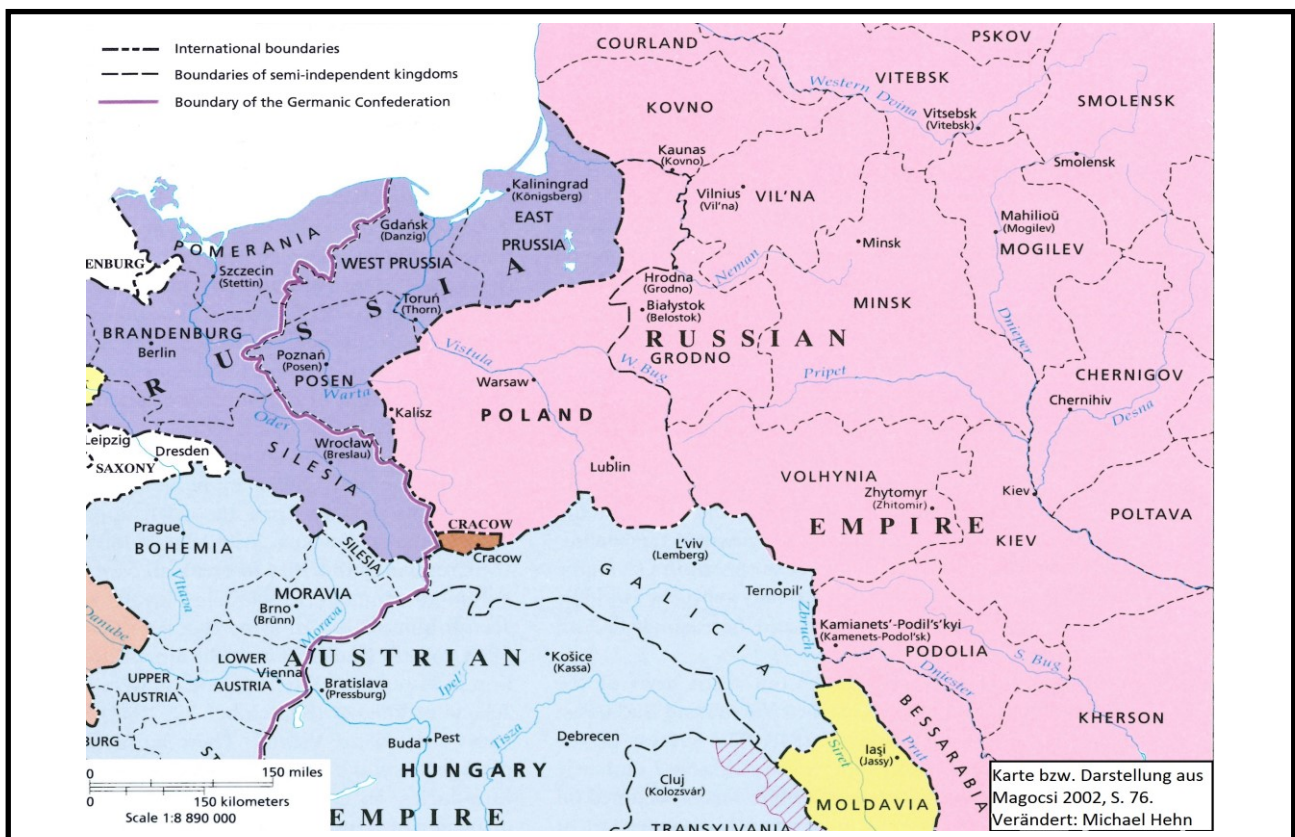 International boundaries
Boundaries of semi-independent kingdoms
Boundary of the Germanic Confederation
COURLAND
PSKOV
VITEBSK
Western Dvina
KOVNO
SMOLENSK
Vitsebsk
(Vitebsk)
Kaunas
(Kovno)
Smolensk
Kaliningrad
(Königsberg)
Vilnius
(Vil'na)
VIL'NA
EAST
PRUSSIA
Gdańsk
(Danzig)
Mahilioŭ
(Mogilev)
MOGILEV
POMERANIA
Minsk
WEST PRUSSIA
ENBURG
Szczecin
(Stettin)
Hrodna
(Grodno)
Neman
Toruń
(Thorn)
Białystok
(Belostok)
MINSK
Dnieper
BRANDENBURG
Berlin
RUSSIA
RUSSIAN
Poznań
(Posen)
POSEN
Vistula
W. Bug
GRODNO
Warta
Warsaw
Pripet
CHERNIGOV
Chernihiv
Desna
Kalisz
POLAND
Oder
Leipzig
Dresden
SAXONY
Wrocław
(Breslau)
SILESIA
Lublin
VOLHYNIA
Zhytomyr
(Zhitomir)
Kiev
POLTAVA
Prague
BOHEMIA
CRACOW
Cracow
EMPIRE
KIEV
SILESIA
L'viv
(Lemberg)
Vltava
MORAVIA
Brno
(Brünn)
Morava
GALICIA
Ternopil'
Zbruch
Danube
Kamianets'-Podil's'kyi
(Kamenets-Podol'sk)
PODOLIA
S. Bug
LOWER
AUSTRIA
Vienna
AUSTRIAN
Košice
(Kassa)
UPPER
AUSTRIA
Bratislava
(Pressburg)
Ipel'
Dniester
KHERSON
BESSARABIA
BURG
ST
Buda
Pest
Tisza
Debrecen
Iaşi
(Jassy)
Prut
Siret
0 150 miles
0 150 kilometers
Scale 1:8 890 000
HUNGARY
EMPIRE
Cluj
(Kolozsvár)
MOLDAVIA
TRANSYLVANIA
Karte bzw. Darstellung aus
Magocsi 2002, S. 76.
Verändert: Michael Hehn